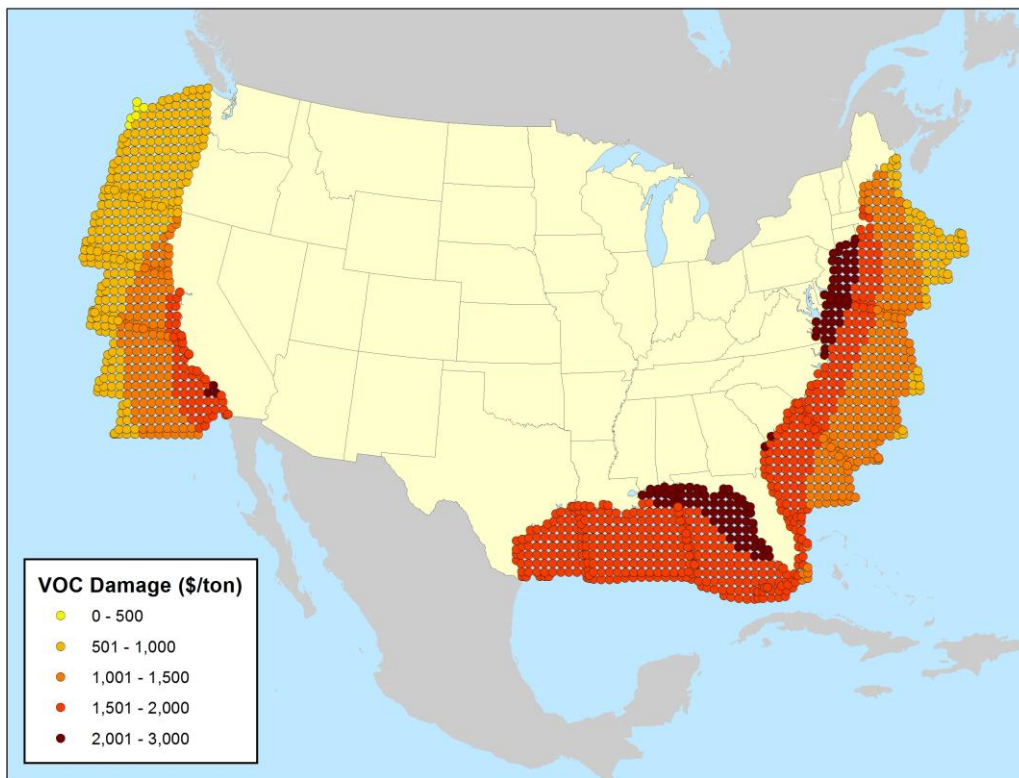 VOC Damage ($/ton)
0 - 500
501 - 1,000
1,001 - 1,500
1,501 - 2,000
2,001 - 3,000